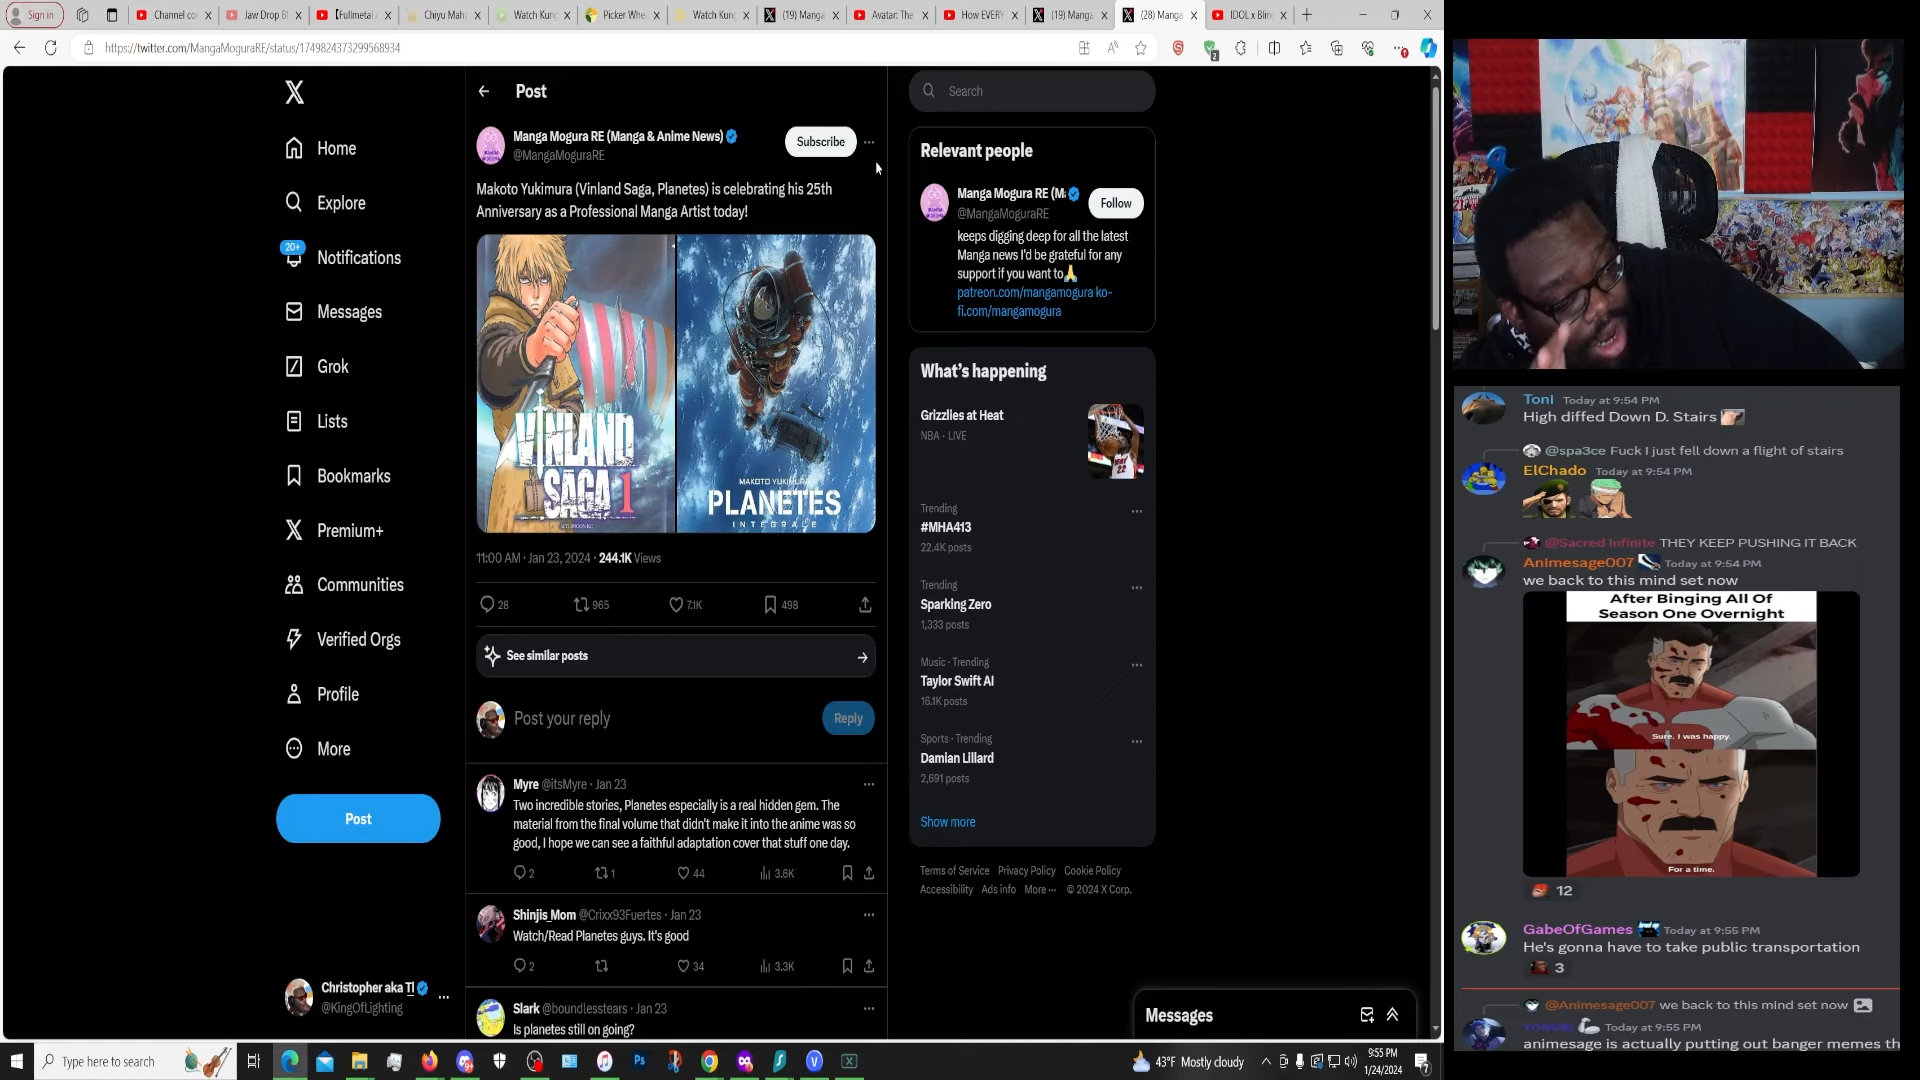 Sign in
Channel co
Jaw Drop B
【Fullmetal
Chiyu Mah
Watch Kung
Picker Whe
Watch Kung
(19) Manga
Avatar: The
How EVERY
(19) Manga
(28) Manga
IDOL x Blin
https://twitter.com/MangaMoguraRE/status/1749824373299568934
Home
Explore
20+
Notifications
Messages
Grok
Lists
Bookmarks
Premium+
Communities
Verified Orgs
Profile
More
Post
Christopher aka T
@KingOfLighting
Post
Manga Mogura RE (Manga & Anime News)
@MangaMoguraRE
Subscribe
Makoto Yukimura (Vinland Saga, Planetes) is celebrating his 25th
Anniversary as a Professional Manga Artist today!
VINLAND
SAGA 1
MAKOTO YUKIMURA
PLANETES
INTEGRALE
11:00 AM · Jan 23, 2024 · 244.1K Views
28
965
7.1K
498
See similar posts
Post your reply
Reply
Myre @itsMyre · Jan 23
Two incredible stories, Planetes especially is a real hidden gem. The
material from the final volume that didn't make it into the anime was so
good, I hope we can see a faithful adaptation cover that stuff one day.
2
1
44
3.6K
Shinjis_Mom @Crixx93Fuertes · Jan 23
Watch/Read Planetes guys. It's good
2
34
3.3K
Slark @boundlesstears · Jan 23
Is planetes still on going?
Search
Relevant people
Manga Mogura RE (M
@MangaMoguraRE
Follow
keeps digging deep for all the latest
Manga news I'd be grateful for any
support if you want to🙏
patreon.com/mangamogura ko-
fi.com/mangamogura
What's happening
Grizzlies at Heat
NBA · LIVE
Trending
#MHA413
22.4K posts
Trending
Sparking Zero
1,333 posts
Music · Trending
Taylor Swift AI
16.1K posts
Sports · Trending
Damian Lillard
2,691 posts
Show more
Terms of Service Privacy Policy Cookie Policy
Accessibility Ads info More ··· © 2024 X Corp.
Messages
Toni Today at 9:54 PM
High diffed Down D. Stairs
@spa3ce Fuck I just fell down a flight of stairs
ElChado Today at 9:54 PM
@Sacred Infinite THEY KEEP PUSHING IT BACK
Animesage007 Today at 9:54 PM
we back to this mind set now
After Binging All Of
Season One Overnight
Sure. I was happy.
For a time.
12
GabeOfGames Today at 9:55 PM
He's gonna have to take public transportation
3
@Animesage007 we back to this mind set now
Today at 9:55 PM
animesage is actually putting out banger memes th
Type here to search
43°F Mostly cloudy
9:55 PM
1/24/2024
7